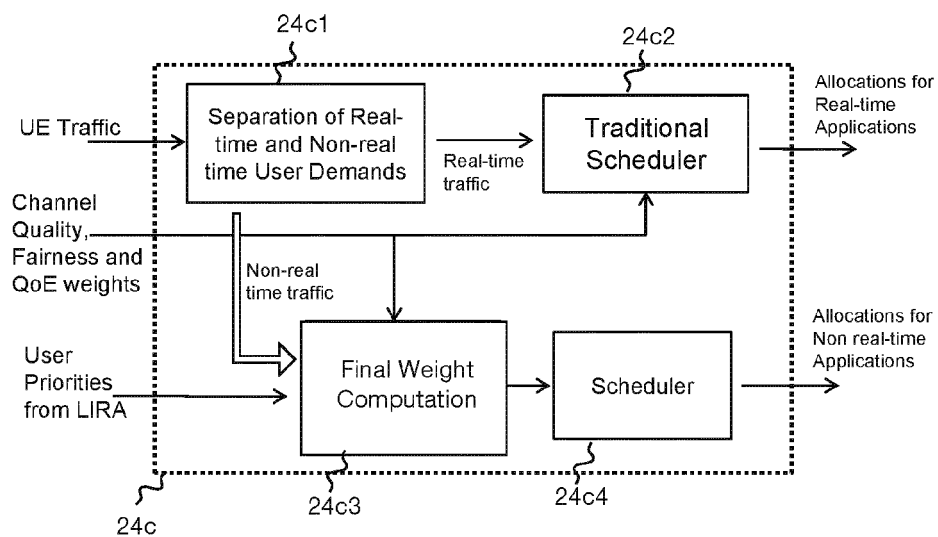 24c1
24c2
UE Traffic
Separation of Real-
time and Non-real
time User Demands
Real-time
traffic
Traditional
Scheduler
Allocations for
Real-time
Applications
Channel
Quality,
Fairness and
QoE weights
Non-real
time traffic
User
Priorities
from LIRA
Final Weight
Computation
Scheduler
Allocations for
Non real-time
Applications
24c
24c3
24c4